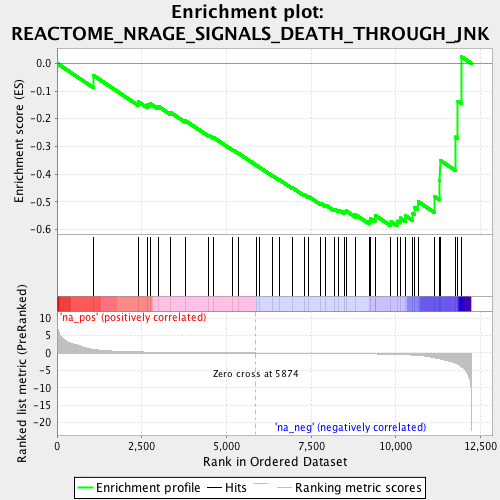 Enrichment plot:
REACTOME_NRAGE_SIGNALS_DEATH_THROUGH_JNK
Enrichment score (ES)
0.0
-0.1
-0.2
-0.3
-0.4
-0.5
-0.6
'na_pos' (positively correlated)
Ranked list metric (PreRanked)
10
5
0
-5
-10
-15
-20
Zero cross at 5874
'na_neg' (negatively correlated)
0
2,500
5,000
7,500
10,000
12,500
Rank in Ordered Dataset
Enrichment profile
Hits
Ranking metric scores